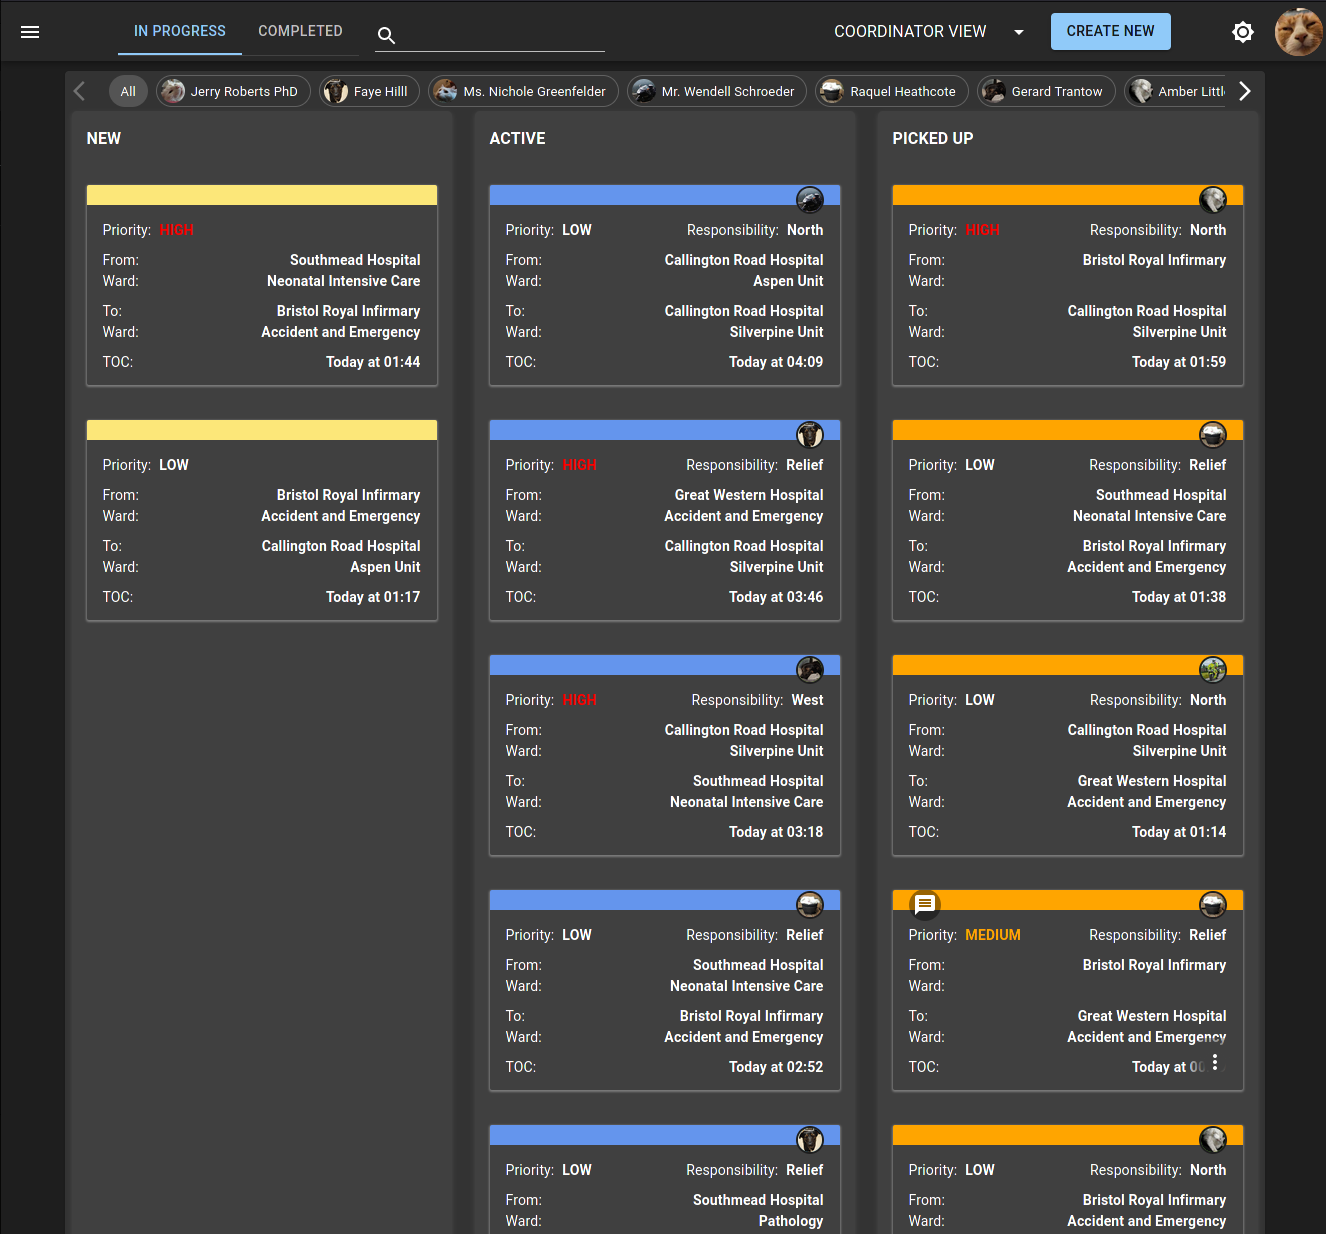 IN PROGRESS COMPLETED COORDINATOR VIEW CREATE NEW
All Jerry Roberts PhD Faye Hilll Ms. Nichole Greenfelder Mr. Wendell Schroeder Raquel Heathcote Gerard Trantow Amber
NEW
Priority: HIGH
From: Southmead Hospital
Ward: Neonatal Intensive Care
To: Bristol Royal Infirmary
Ward: Accident and Emergency
TOC: Today at 01:44
Priority: LOW
From: Bristol Royal Infirmary
Ward: Accident and Emergency
To: Callington Road Hospital
Ward: Aspen Unit
TOC: Today at 01:17
ACTIVE
Priority: LOW Responsibility: North
From: Callington Road Hospital
Ward: Aspen Unit
To: Callington Road Hospital
Ward: Silverpine Unit
TOC: Today at 04:09
Priority: HIGH Responsibility: Relief
From: Great Western Hospital
Ward: Accident and Emergency
To: Callington Road Hospital
Ward: Silverpine Unit
TOC: Today at 03:46
Priority: HIGH Responsibility: West
From: Callington Road Hospital
Ward: Silverpine Unit
To: Southmead Hospital
Ward: Neonatal Intensive Care
TOC: Today at 03:18
Priority: LOW Responsibility: Relief
From: Southmead Hospital
Ward: Neonatal Intensive Care
To: Bristol Royal Infirmary
Ward: Accident and Emergency
TOC: Today at 02:52
Priority: LOW Responsibility: Relief
From: Southmead Hospital
Ward: Pathology
PICKED UP
Priority: HIGH Responsibility: North
From: Bristol Royal Infirmary
Ward:
To: Callington Road Hospital
Ward: Silverpine Unit
TOC: Today at 01:59
Priority: LOW Responsibility: Relief
From: Southmead Hospital
Ward: Neonatal Intensive Care
To: Bristol Royal Infirmary
Ward: Accident and Emergency
TOC: Today at 01:38
Priority: LOW Responsibility: North
From: Callington Road Hospital
Ward: Silverpine Unit
To: Great Western Hospital
Ward: Accident and Emergency
TOC: Today at 01:14
Priority: MEDIUM Responsibility: Relief
From: Bristol Royal Infirmary
Ward:
To: Great Western Hospital
Ward: Accident and Emergency
TOC: Today at
Priority: LOW Responsibility: North
From: Bristol Royal Infirmary
Ward: Accident and Emergency